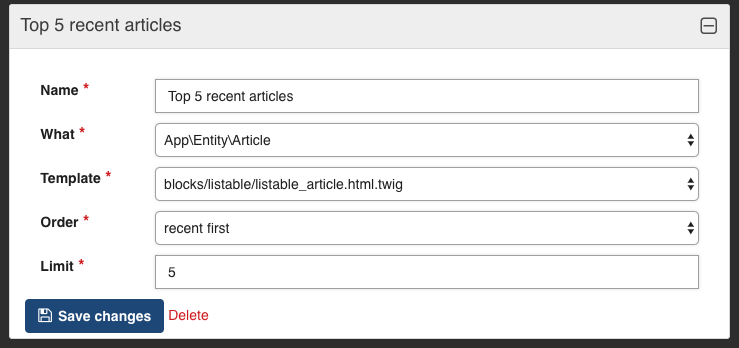 Top 5 recent articles
Name * Top 5 recent articles
What * App\Entity\Article
Template * blocks/listable/listable_article.html.twig
Order * recent first
Limit * 5
Save changes Delete